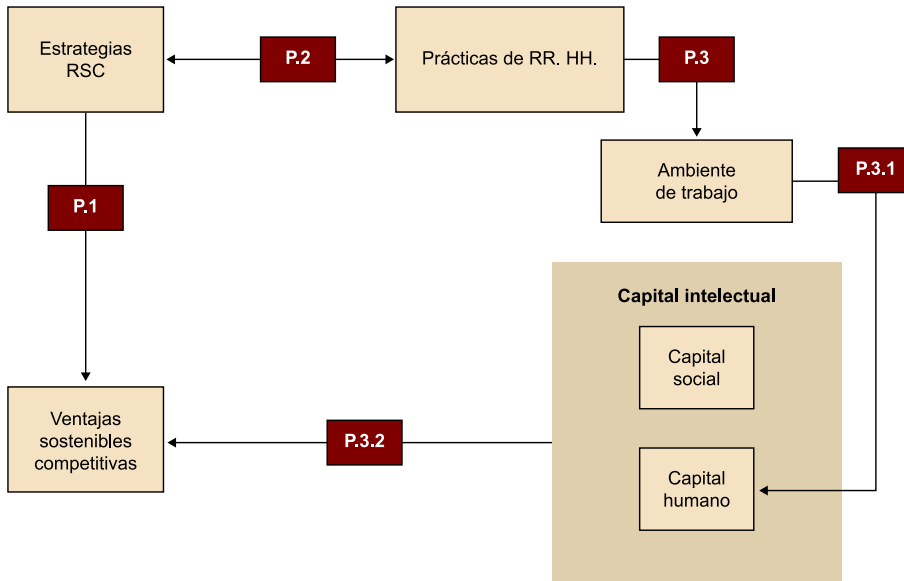 Estrategias
RSC
P.2
Prácticas de RR. HH.
P.3
Ambiente
de trabajo
P.3.1
P.1
Capital intelectual
Capital
social
Ventajas
sostenibles
competitivas
P.3.2
Capital
humano